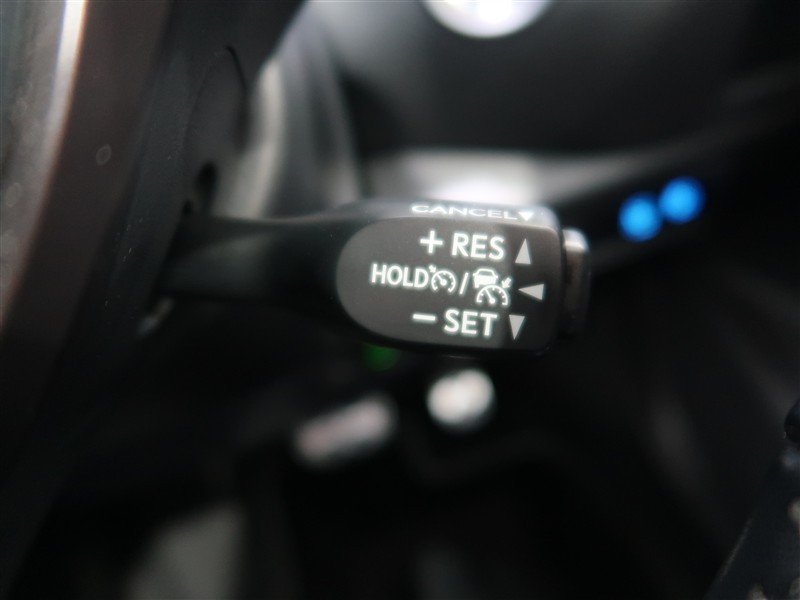 CANCEL▼
+ RES ▲
HOLD / ◀
− SET ▼